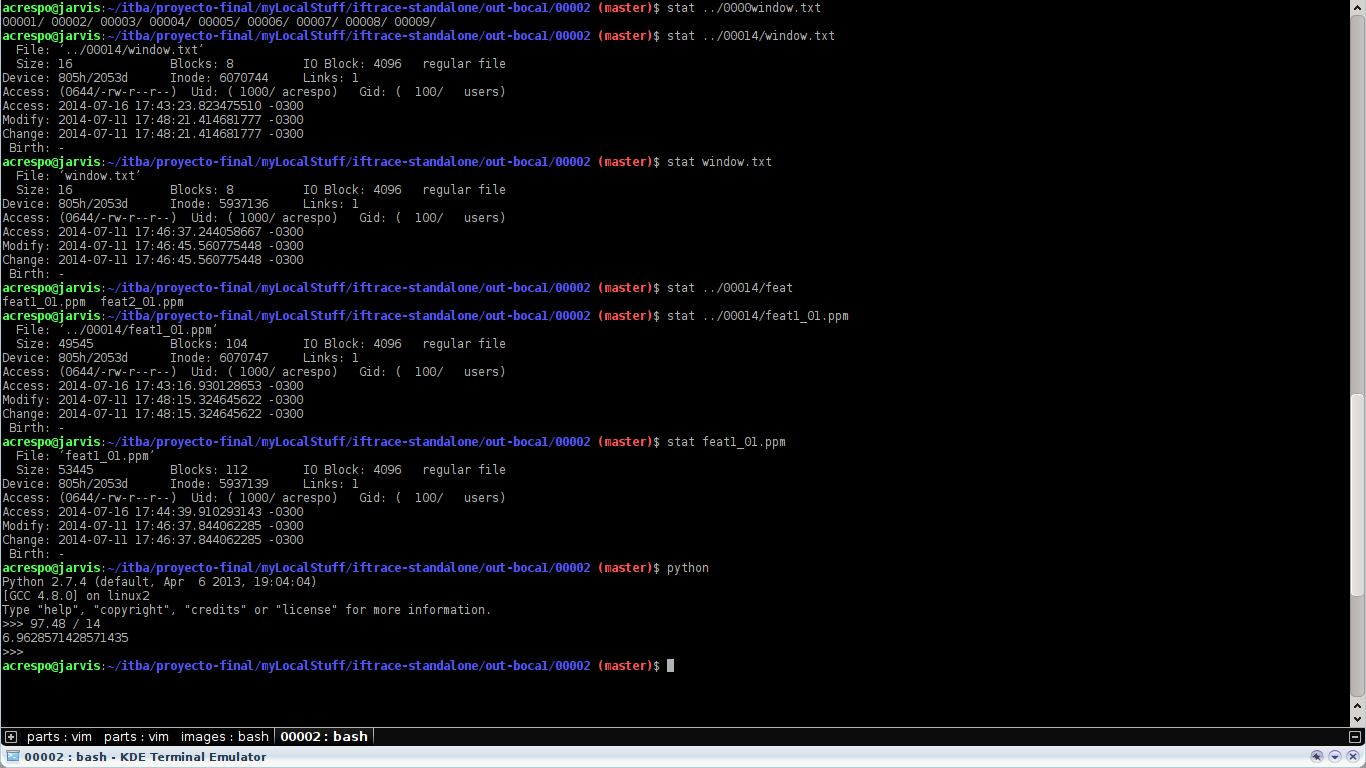 acrespo@jarvis:~/itba/proyecto-final/myLocalStuff/iftrace-standalone/out-boca1/00002 (master)$ stat ../0000window.txt
00001/ 00002/ 00003/ 00004/ 00005/ 00006/ 00007/ 00008/ 00009/
acrespo@jarvis:~/itba/proyecto-final/myLocalStuff/iftrace-standalone/out-boca1/00002 (master)$ stat ../00014/window.txt
  File: ‘../00014/window.txt’
  Size: 16              Blocks: 8          IO Block: 4096   regular file
Device: 805h/2053d      Inode: 6070744     Links: 1
Access: (0644/-rw-r--r--)  Uid: ( 1000/ acrespo)   Gid: (  100/   users)
Access: 2014-07-16 17:43:23.823475510 -0300
Modify: 2014-07-11 17:48:21.414681777 -0300
Change: 2014-07-11 17:48:21.414681777 -0300
 Birth: -
acrespo@jarvis:~/itba/proyecto-final/myLocalStuff/iftrace-standalone/out-boca1/00002 (master)$ stat window.txt
  File: ‘window.txt’
  Size: 16              Blocks: 8          IO Block: 4096   regular file
Device: 805h/2053d      Inode: 5937136     Links: 1
Access: (0644/-rw-r--r--)  Uid: ( 1000/ acrespo)   Gid: (  100/   users)
Access: 2014-07-11 17:46:37.244058667 -0300
Modify: 2014-07-11 17:46:45.560775448 -0300
Change: 2014-07-11 17:46:45.560775448 -0300
 Birth: -
acrespo@jarvis:~/itba/proyecto-final/myLocalStuff/iftrace-standalone/out-boca1/00002 (master)$ stat ../00014/feat
feat1_01.ppm  feat2_01.ppm
acrespo@jarvis:~/itba/proyecto-final/myLocalStuff/iftrace-standalone/out-boca1/00002 (master)$ stat ../00014/feat1_01.ppm
  File: ‘../00014/feat1_01.ppm’
  Size: 49545           Blocks: 104        IO Block: 4096   regular file
Device: 805h/2053d      Inode: 6070747     Links: 1
Access: (0644/-rw-r--r--)  Uid: ( 1000/ acrespo)   Gid: (  100/   users)
Access: 2014-07-16 17:43:16.930128653 -0300
Modify: 2014-07-11 17:48:15.324645622 -0300
Change: 2014-07-11 17:48:15.324645622 -0300
 Birth: -
acrespo@jarvis:~/itba/proyecto-final/myLocalStuff/iftrace-standalone/out-boca1/00002 (master)$ stat feat1_01.ppm
  File: ‘feat1_01.ppm’
  Size: 53445           Blocks: 112        IO Block: 4096   regular file
Device: 805h/2053d      Inode: 5937139     Links: 1
Access: (0644/-rw-r--r--)  Uid: ( 1000/ acrespo)   Gid: (  100/   users)
Access: 2014-07-16 17:44:39.910293143 -0300
Modify: 2014-07-11 17:46:37.844062285 -0300
Change: 2014-07-11 17:46:37.844062285 -0300
 Birth: -
acrespo@jarvis:~/itba/proyecto-final/myLocalStuff/iftrace-standalone/out-boca1/00002 (master)$ python
Python 2.7.4 (default, Apr  6 2013, 19:04:04)
[GCC 4.8.0] on linux2
Type "help", "copyright", "credits" or "license" for more information.
>>> 97.48 / 14
6.9628571428571435
>>>
acrespo@jarvis:~/itba/proyecto-final/myLocalStuff/iftrace-standalone/out-boca1/00002 (master)$
parts : vim   parts : vim   images : bash   00002 : bash
00002 : bash - KDE Terminal Emulator